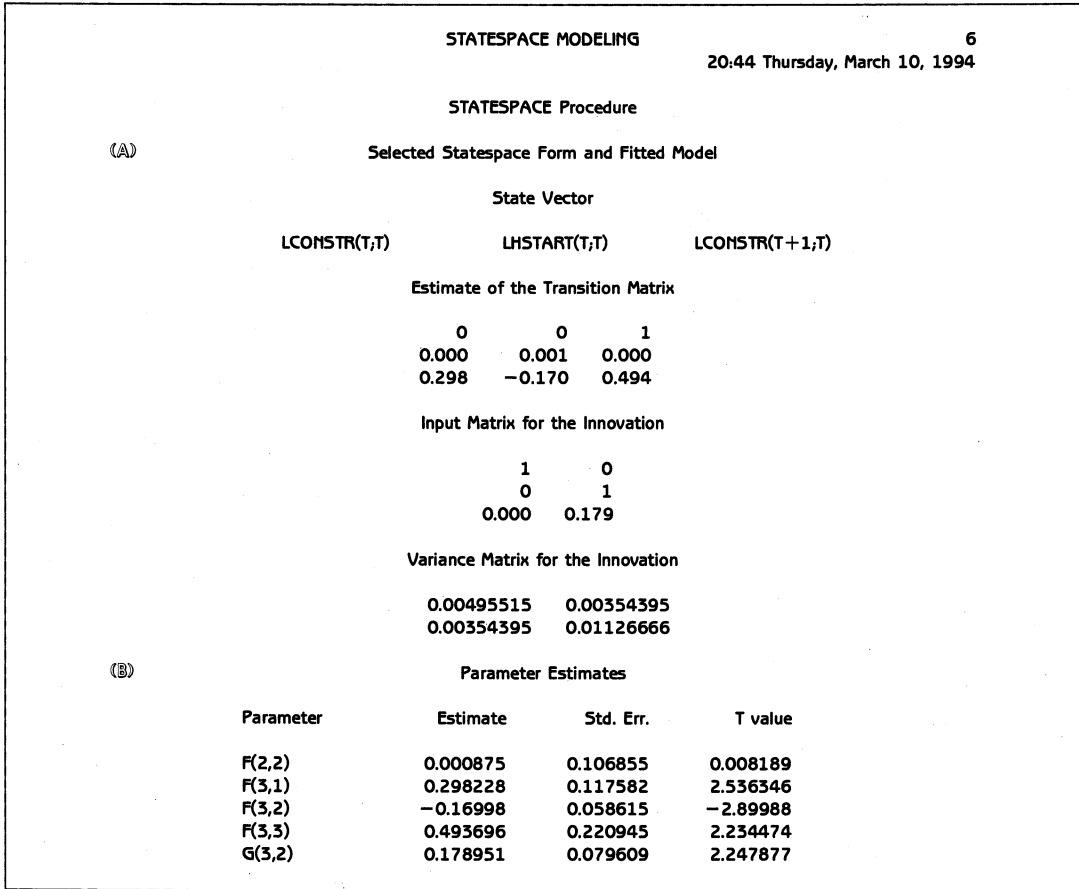 STATESPACE MODELING 6
20:44 Thursday, March 10, 1994
STATESPACE Procedure
(A) Selected Statespace Form and Fitted Model
State Vector
LCONSTR(T;T) LHSTART(T;T) LCONSTR(T+1;T)
Estimate of the Transition Matrix
0 0 1
0.000 0.001 0.000
0.298 −0.170 0.494
Input Matrix for the Innovation
1 0
0 1
0.000 0.179
Variance Matrix for the Innovation
0.00495515 0.00354395
0.00354395 0.01126666
(B) Parameter Estimates
Parameter Estimate Std. Err. T value
F(2,2) 0.000875 0.106855 0.008189
F(3,1) 0.298228 0.117582 2.536346
F(3,2) −0.16998 0.058615 −2.89988
F(3,3) 0.493696 0.220945 2.234474
G(3,2) 0.178951 0.079609 2.247877